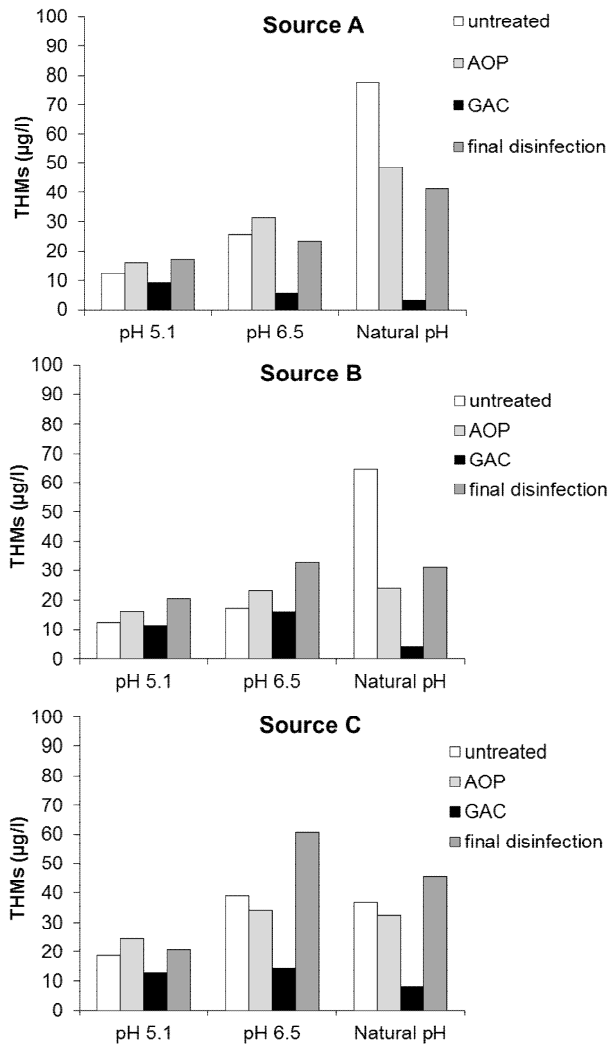 Source A
untreated
AOP
GAC
final disinfection
THMs (µg/l)
100
90
80
70
60
50
40
30
20
10
0
pH 5.1 pH 6.5 Natural pH
Source B
untreated
AOP
GAC
final disinfection
THMs (µg/l)
100
90
80
70
60
50
40
30
20
10
0
pH 5.1 pH 6.5 Natural pH
Source C
untreated
AOP
GAC
final disinfection
THMs (µg/l)
100
90
80
70
60
50
40
30
20
10
0
pH 5.1 pH 6.5 Natural pH